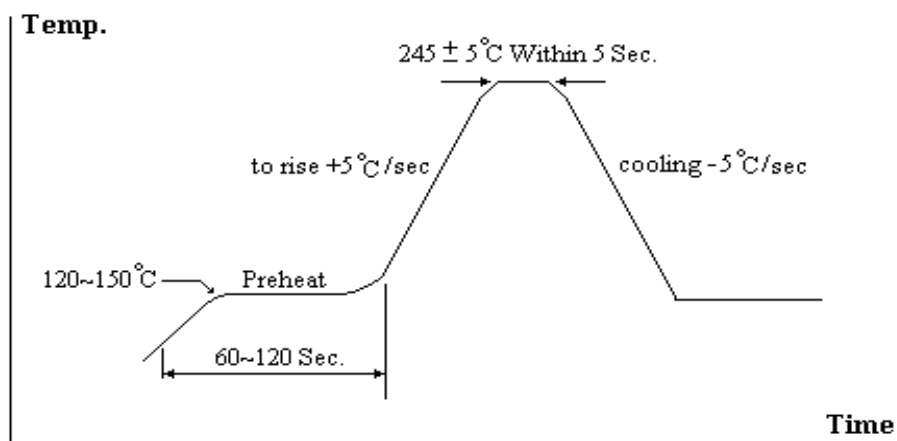 Temp.
245 ± 5°C Within 5 Sec.
to rise +5°C/sec
cooling -5°C/sec
120~150°C
Preheat
60~120 Sec.
Time